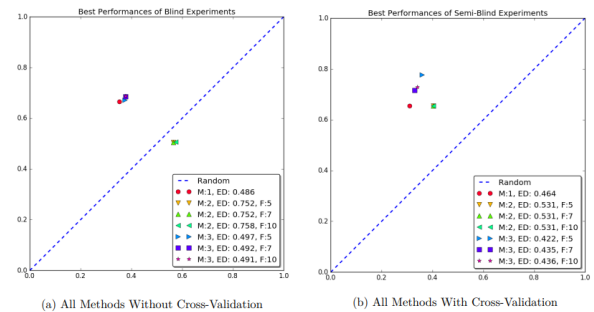 Best Performances of Blind Experiments
1.0
0.8
0.6
0.4
0.2
0.0
0.0 0.2 0.4 0.6 0.8 1.0
Random
M:1, ED: 0.486
M:2, ED: 0.752, F:5
M:2, ED: 0.752, F:7
M:2, ED: 0.758, F:10
M:3, ED: 0.497, F:5
M:3, ED: 0.492, F:7
M:3, ED: 0.491, F:10
(a) All Methods Without Cross-Validation
Best Performances of Semi-Blind Experiments
1.0
0.8
0.6
0.4
0.2
0.0
0.0 0.2 0.4 0.6 0.8 1.0
Random
M:1, ED: 0.464
M:2, ED: 0.531, F:5
M:2, ED: 0.531, F:7
M:2, ED: 0.531, F:10
M:3, ED: 0.422, F:5
M:3, ED: 0.435, F:7
M:3, ED: 0.436, F:10
(b) All Methods With Cross-Validation